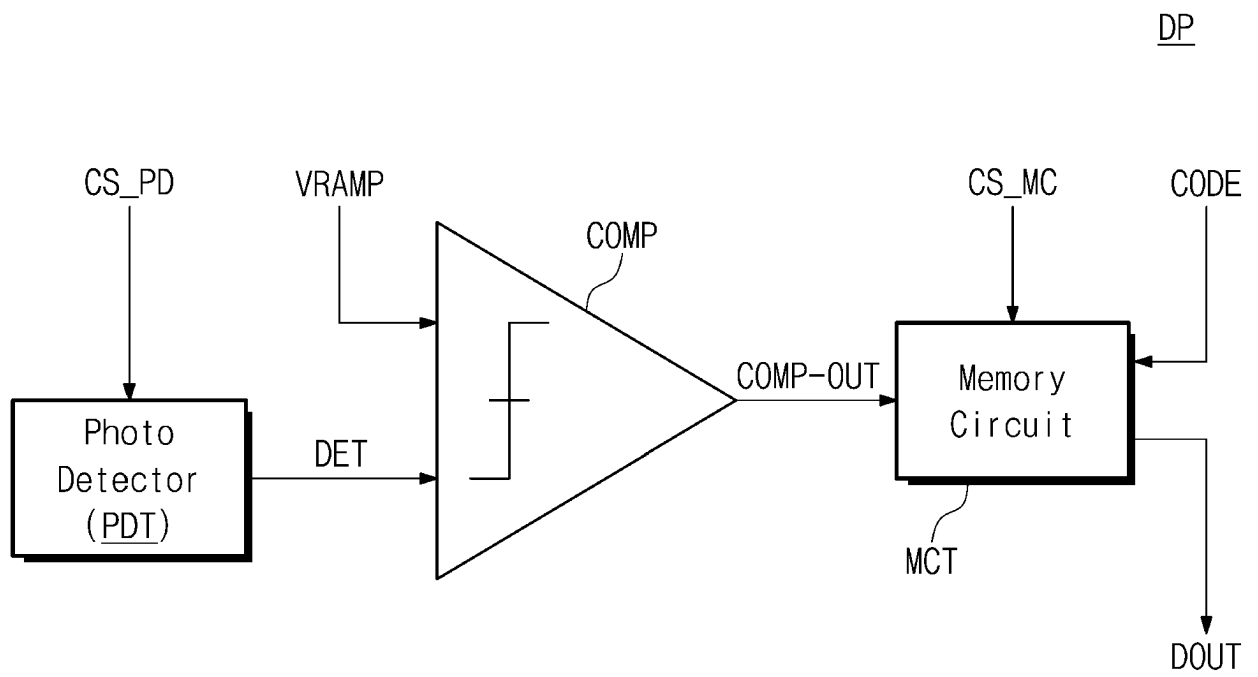 DP
CS_PD
VRAMP
CS_MC
CODE
COMP
Photo
Detector
(PDT)
DET
COMP-OUT
Memory
Circuit
MCT
DOUT